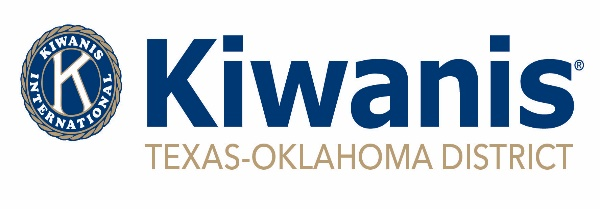 KIWANIS
K
INTERNATIONAL
Kiwanis®
TEXAS-OKLAHOMA DISTRICT